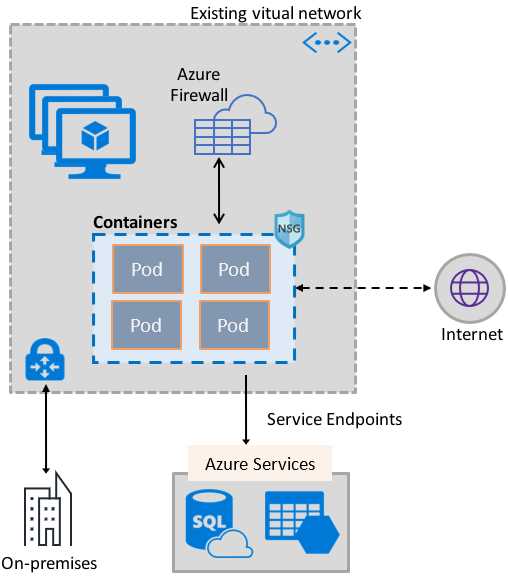 Existing vitual network
Azure
Firewall
Containers
NSG
Pod
Pod
Pod
Pod
Internet
Service Endpoints
Azure Services
SQL
On-premises